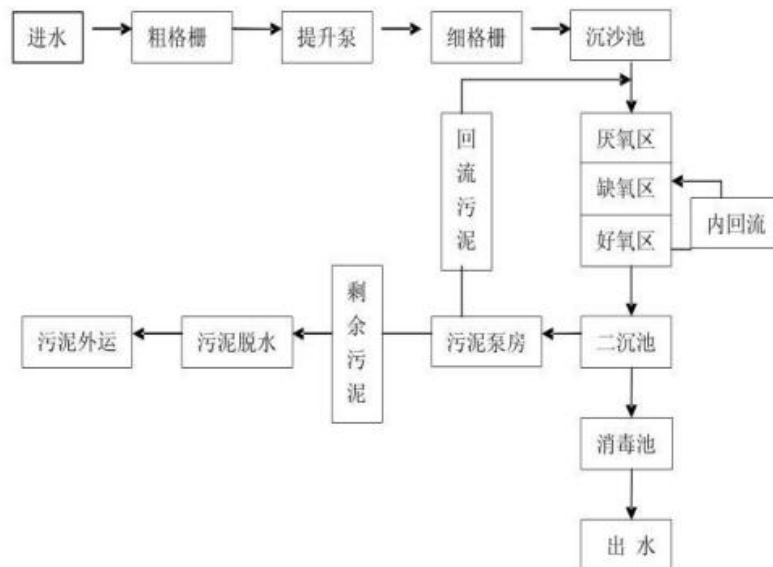 进水
粗格栅
提升泵
细格栅
沉沙池
回流污泥
厌氧区
缺氧区
内回流
好氧区
剩余污泥
污泥外运
污泥脱水
污泥泵房
二沉池
消毒池
出 水